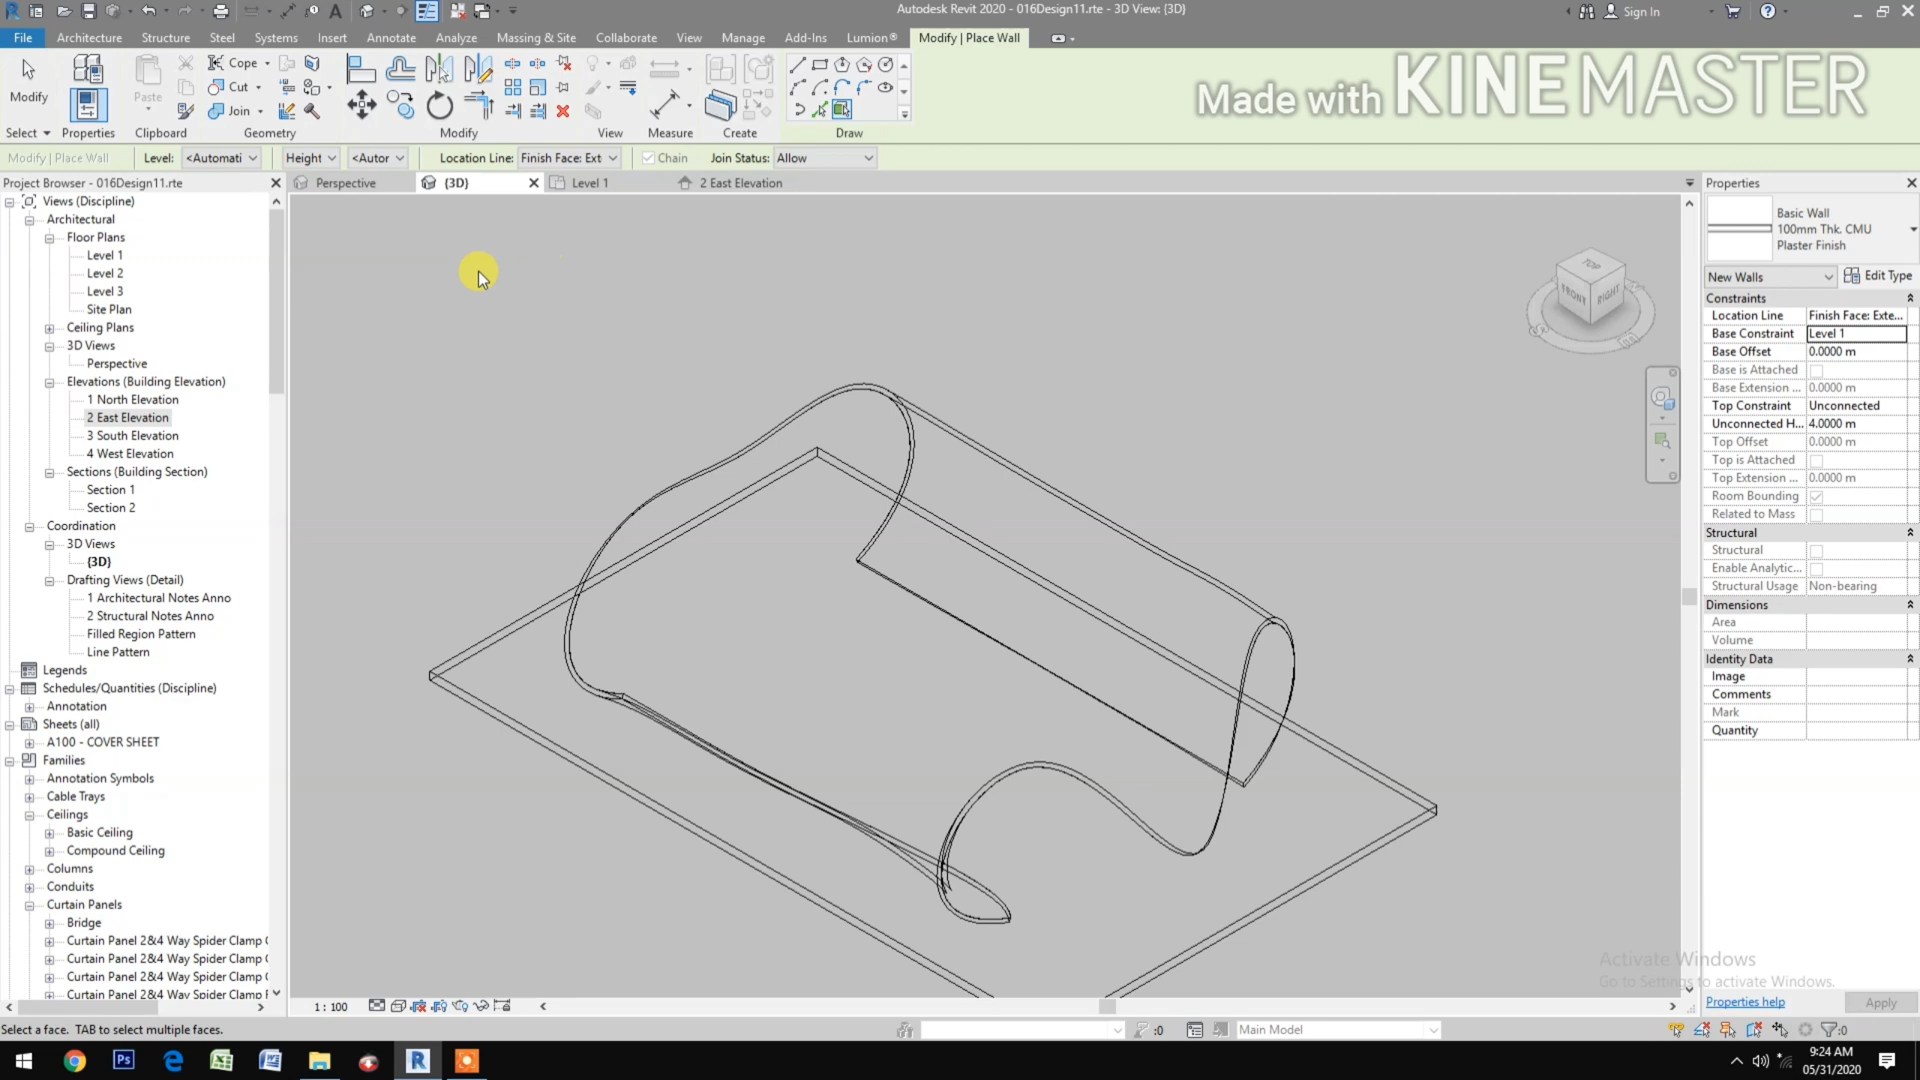 Autodesk Revit 2020 - 016Design11.rte - 3D View: {3D}
Sign In
File Architecture Structure Steel Systems Insert Annotate Analyze Massing & Site Collaborate View Manage Add-Ins Lumion® Modify | Place Wall
Made with KINEMASTER
Modify
Paste
Cope
Cut
Join
Select Properties Clipboard Geometry Modify View Measure Create Draw
Modify | Place Wall Level: <Automati Height <Autor Location Line: Finish Face: Ext Chain Join Status: Allow
Project Browser - 016Design11.rte
Perspective {3D} Level 1 2 East Elevation
Properties
Views (Discipline)
Architectural
Floor Plans
Level 1
Level 2
Level 3
Site Plan
Ceiling Plans
3D Views
Perspective
Elevations (Building Elevation)
1 North Elevation
2 East Elevation
3 South Elevation
4 West Elevation
Sections (Building Section)
Section 1
Section 2
Coordination
3D Views
{3D}
Drafting Views (Detail)
1 Architectural Notes Anno
2 Structural Notes Anno
Filled Region Pattern
Line Pattern
Legends
Schedules/Quantities (Discipline)
Annotation
Sheets (all)
A100 - COVER SHEET
Families
Annotation Symbols
Cable Trays
Ceilings
Basic Ceiling
Compound Ceiling
Columns
Conduits
Curtain Panels
Bridge
Curtain Panel 2&4 Way Spider Clamp
Curtain Panel 2&4 Way Spider Clamp
Curtain Panel 2&4 Way Spider Clamp
Curtain Panel 2&4 Way Spider Clamp
TOP
FRONT
RIGHT
Basic Wall
100mm Thk. CMU
Plaster Finish
New Walls Edit Type
Constraints
Location Line Finish Face: Exte...
Base Constraint Level 1
Base Offset 0.0000 m
Base is Attached
Base Extension ... 0.0000 m
Top Constraint Unconnected
Unconnected H... 4.0000 m
Top Offset 0.0000 m
Top is Attached
Top Extension ... 0.0000 m
Room Bounding
Related to Mass
Structural
Structural
Enable Analytic...
Structural Usage Non-bearing
Dimensions
Area
Volume
Identity Data
Image
Comments
Mark
Quantity
Activate Windows
Go to Settings to activate Windows.
Properties help Apply
1 : 100
Select a face. TAB to select multiple faces.
:0 Main Model :0
9:24 AM
05/31/2020